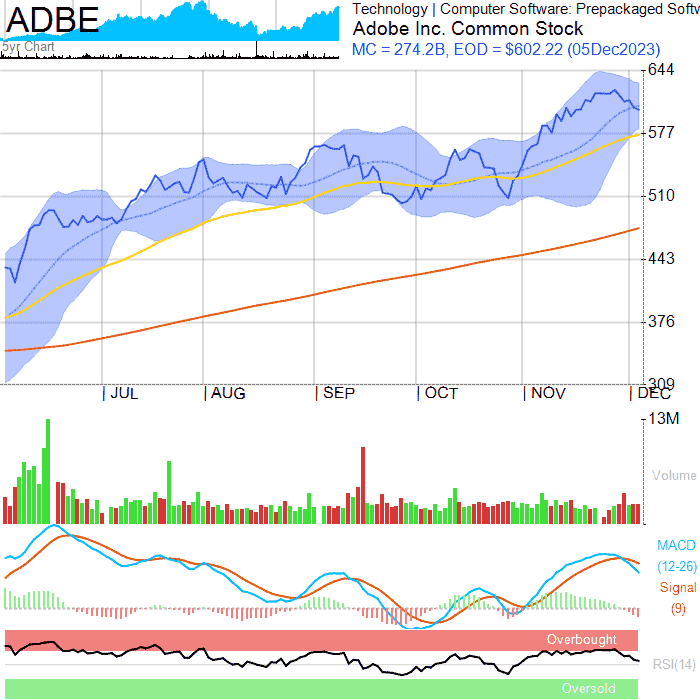 ADBE
5yr Chart
Technology | Computer Software: Prepackaged Softw
Adobe Inc. Common Stock
MC = 274.2B, EOD = $602.22 (05Dec2023)
644
577
510
443
376
309
| JUL | AUG | SEP | OCT | NOV | DEC
13M
Volume
MACD
(12-26)
Signal
(9)
Overbought
RSI(14)
Oversold